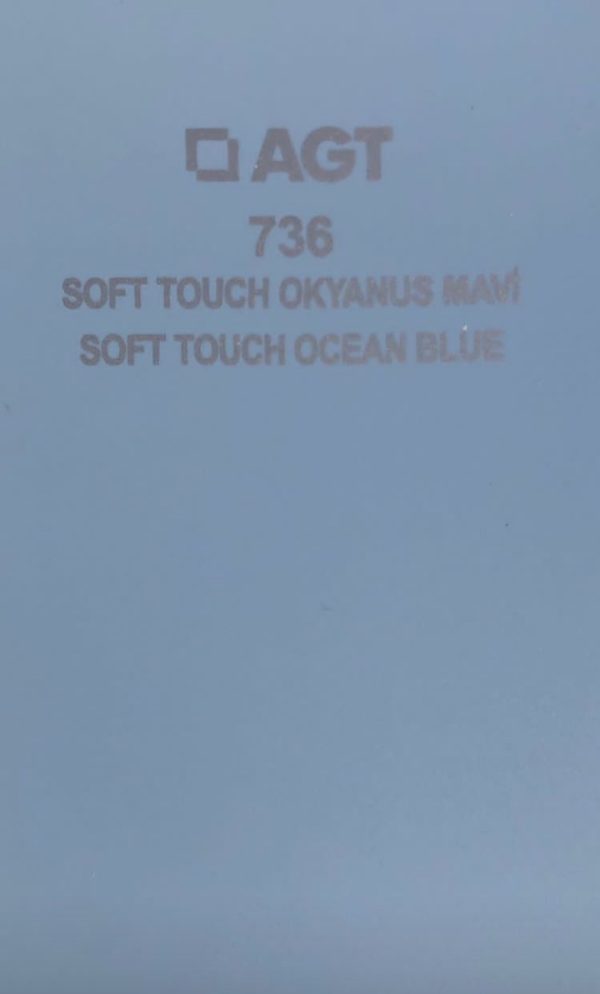 AGT
736
SOFT TOUCH OKYANUS MAVİ
SOFT TOUCH OCEAN BLUE